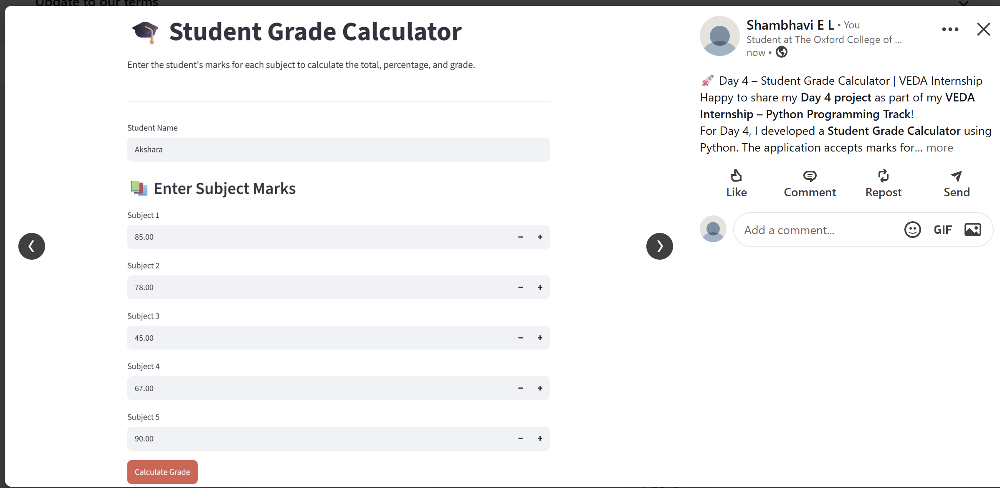 Update to our terms
Student Grade Calculator
Enter the student's marks for each subject to calculate the total, percentage, and grade.
Student Name
Akshara
Enter Subject Marks
Subject 1
85.00
− +
Subject 2
78.00
− +
Subject 3
45.00
− +
Subject 4
67.00
− +
Subject 5
90.00
− +
Calculate Grade
Shambhavi E L • You
Student at The Oxford College of ...
now •
🚀 Day 4 – Student Grade Calculator | VEDA Internship
Happy to share my Day 4 project as part of my VEDA
Internship – Python Programming Track!
For Day 4, I developed a Student Grade Calculator using
Python. The application accepts marks for... more
Like
Comment
Repost
Send
Add a comment...
GIF